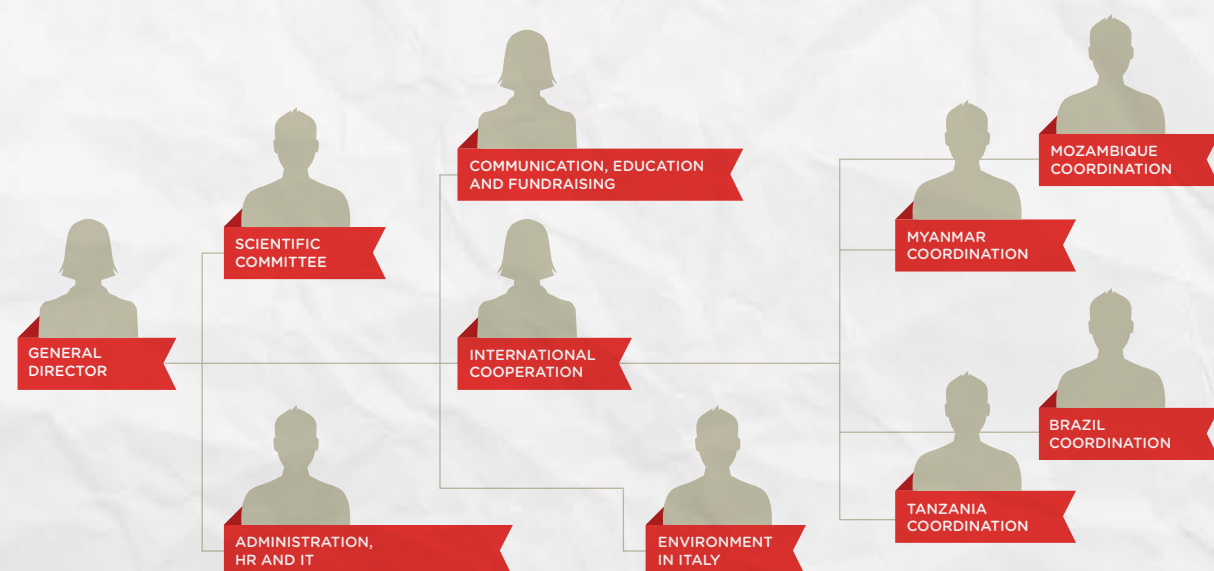 GENERAL
DIRECTOR
SCIENTIFIC
COMMITTEE
ADMINISTRATION,
HR AND IT
COMMUNICATION, EDUCATION
AND FUNDRAISING
INTERNATIONAL
COOPERATION
ENVIRONMENT
IN ITALY
MOZAMBIQUE
COORDINATION
MYANMAR
COORDINATION
BRAZIL
COORDINATION
TANZANIA
COORDINATION